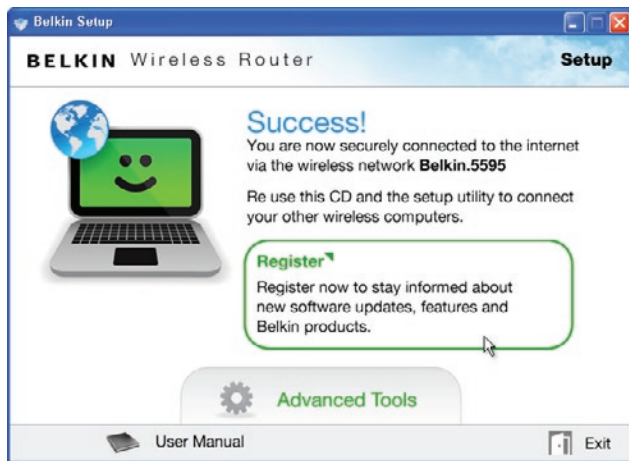 Belkin Setup
BELKIN Wireless Router
Setup
Success!
You are now securely connected to the internet
via the wireless network Belkin.5595
Re use this CD and the setup utility to connect
your other wireless computers.
Register
Register now to stay informed about
new software updates, features and
Belkin products.
Advanced Tools
User Manual
Exit